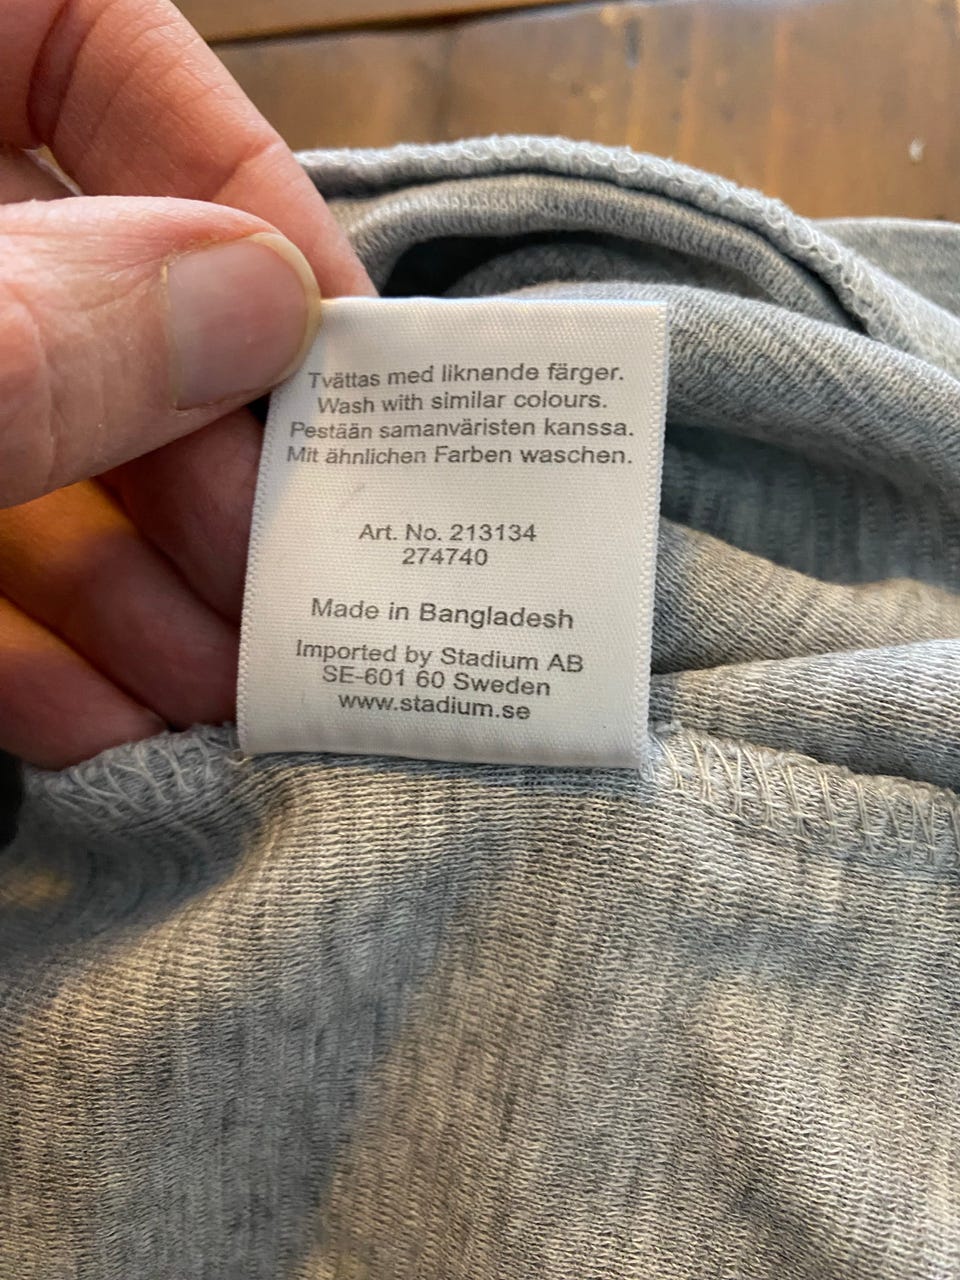 Tvättas med liknande färger.
Wash with similar colours.
Pestään samanväristen kanssa.
Mit ähnlichen Farben waschen.
Art. No. 213134
274740
Made in Bangladesh
Imported by Stadium AB
SE-601 60 Sweden
www.stadium.se